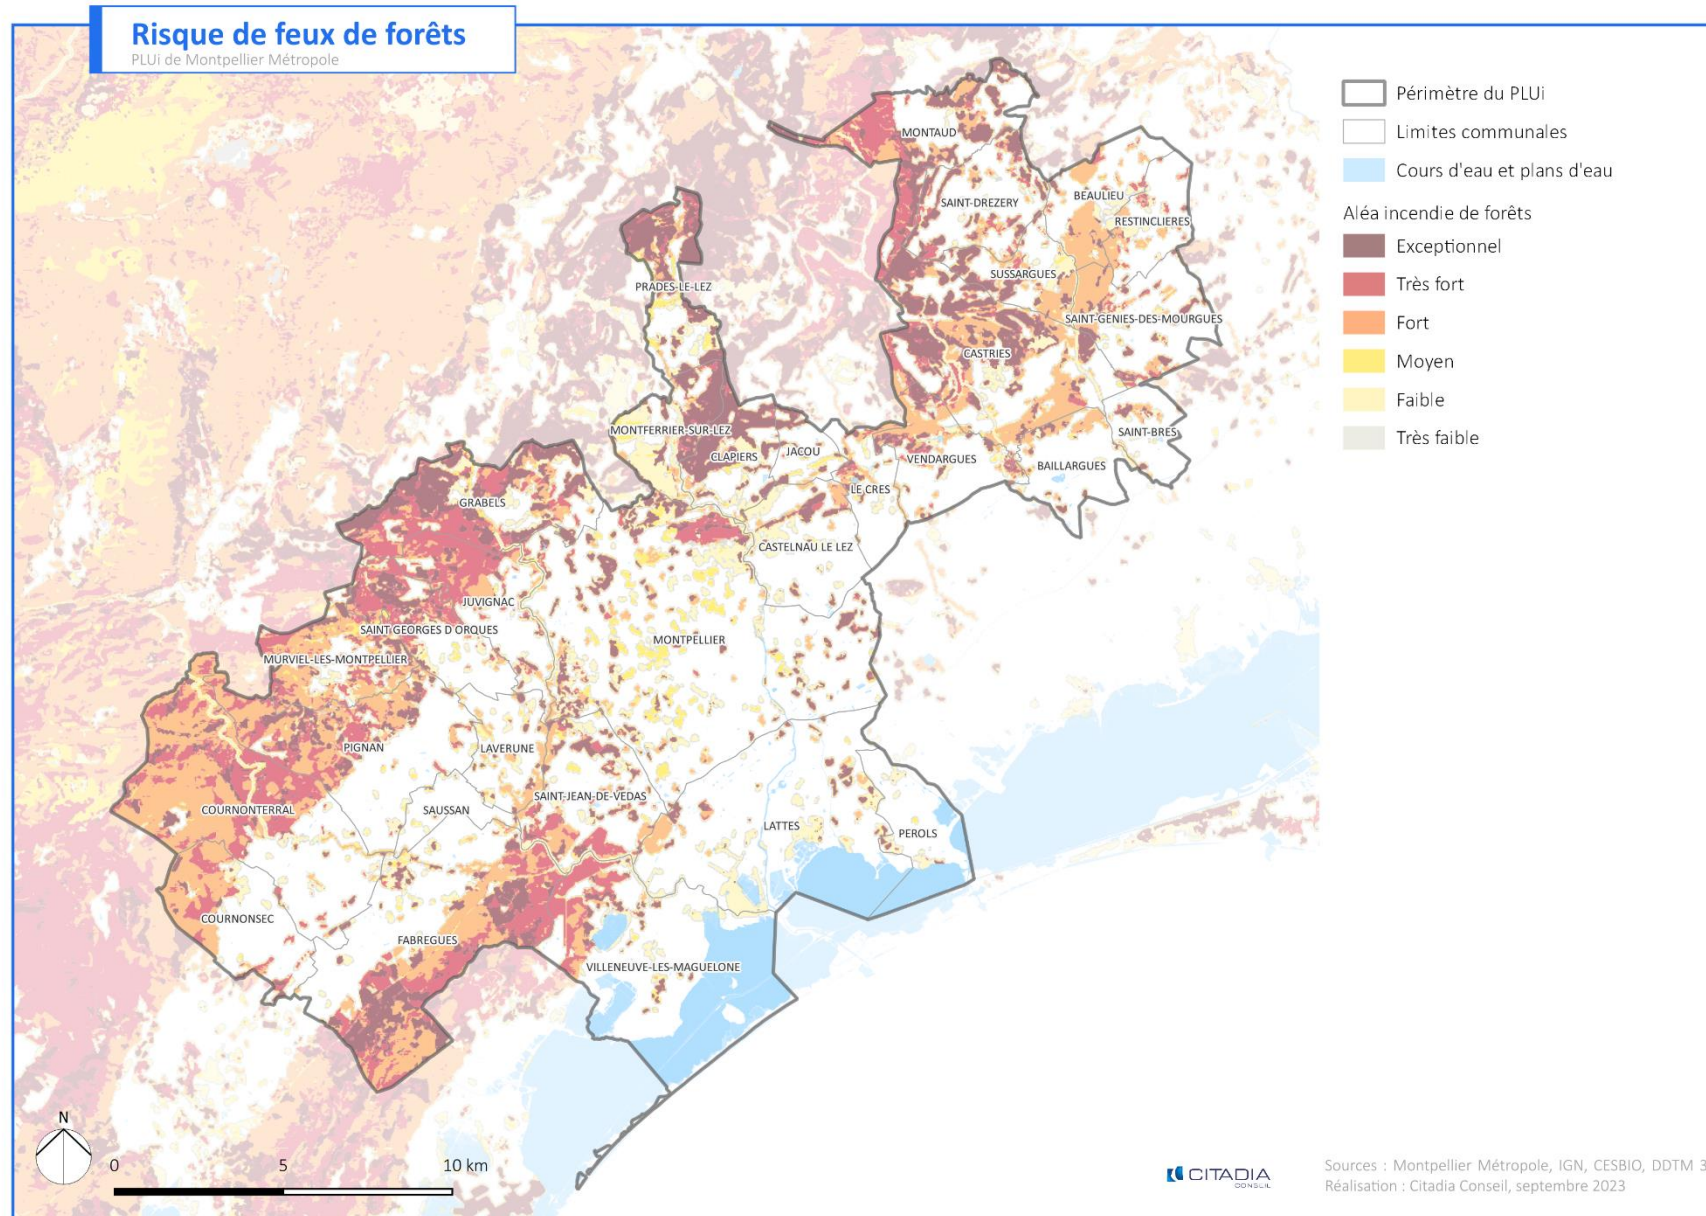 Risque de feux de forêts
PLUi de Montpellier Métropole
Périmètre du PLUi
Limites communales
Cours d'eau et plans d'eau
Aléa incendie de forêts
Exceptionnel
Très fort
Fort
Moyen
Faible
Très faible
MONTAUD
BEAULIEU
SAINT-DREZERY
RESTINCLIERES
SUSSARGUES
PRADES-LE-LEZ
SAINT-GENIES-DES-MOURGUES
CASTRIES
MONTFERRIER-SUR-LEZ
SAINT-BRES
JACOU
CLAPIERS
VENDARGUES
BAILLARGUES
LE CRES
GRABELS
CASTELNAU LE LEZ
JUVIGNAC
SAINT GEORGES D ORQUES
MONTPELLIER
MURVIEL-LES-MONTPELLIER
PIGNAN
LAVERUNE
SAINT-JEAN-DE-VEDAS
COURNONTERRAL
SAUSSAN
LATTES
PEROLS
COURNONSEC
FABREGUES
VILLENEUVE-LES-MAGUELONE
N
0 5 10 km
CITADIA
CONSEIL
Sources : Montpellier Métropole, IGN, CESBIO, DDTM 3
Réalisation : Citadia Conseil, septembre 2023